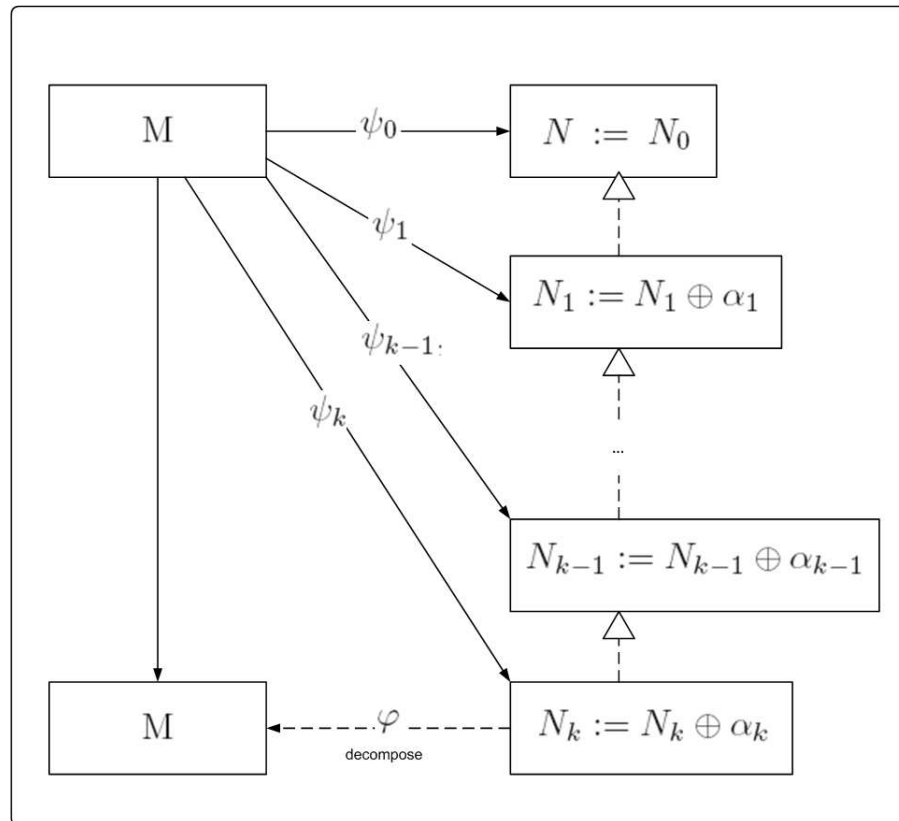 M
ψ₀
N := N₀
ψ₁
N₁ := N₁ ⊕ α₁
ψₖ₋₁:
ψₖ
...
Nₖ₋₁ := Nₖ₋₁ ⊕ αₖ₋₁
M
φ
decompose
Nₖ := Nₖ ⊕ αₖ